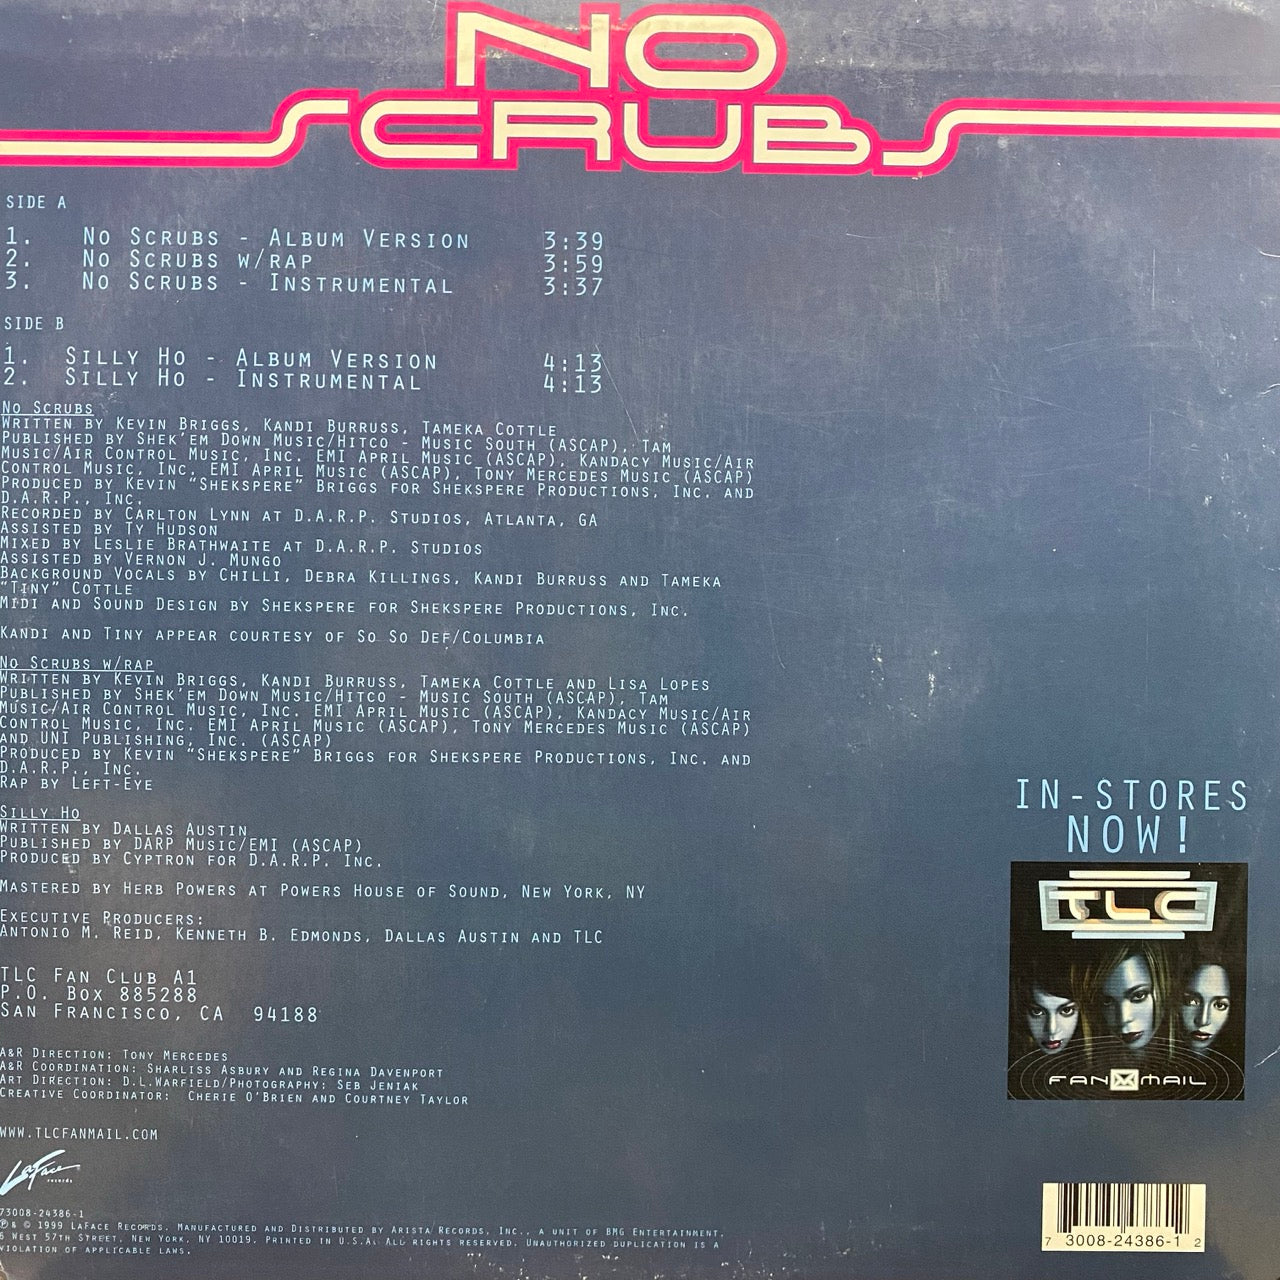 NO
SCRUBS
SIDE A
1. No Scrubs - Album Version 3:39
2. No Scrubs w/rap 3:59
3. No Scrubs - Instrumental 3:37
SIDE B
1. Silly Ho - Album Version 4:13
2. Silly Ho - Instrumental 4:13
No Scrubs
Written by Kevin Briggs, Kandi Burruss, Tameka Cottle
Published by Shek'em Down Music/Hitco - Music South (ASCAP), Tam
Music/Air Control Music, Inc. EMI April Music (ASCAP), Kandacy Music/Air
Control Music, Inc. EMI April Music (ASCAP), Tony Mercedes Music (ASCAP)
Produced by Kevin "Shekspere" Briggs for Shekspere Productions, Inc. and
D.A.R.P., Inc.
Recorded by Carlton Lynn at D.A.R.P. Studios, Atlanta, GA
Assisted by Ty Hudson
Mixed by Leslie Brathwaite at D.A.R.P. Studios
Assisted by Vernon J. Mungo
Background Vocals by Chilli, Debra Killings, Kandi Burruss and Tameka
"Tiny" Cottle
Midi and Sound Design by Shekspere for Shekspere Productions, Inc.
Kandi and Tiny appear courtesy of So So Def/Columbia
No Scrubs w/rap
Written by Kevin Briggs, Kandi Burruss, Tameka Cottle and Lisa Lopes
Published by Shek'em Down Music/Hitco - Music South (ASCAP), Tam
Music/Air Control Music, Inc. EMI April Music (ASCAP), Kandacy Music/Air
Control Music, Inc. EMI April Music (ASCAP), Tony Mercedes Music (ASCAP)
and UNI Publishing, Inc. (ASCAP)
Produced by Kevin "Shekspere" Briggs for Shekspere Productions, Inc. and
D.A.R.P., Inc.
Rap by Left-Eye
Silly Ho
Written by Dallas Austin
Published by DARP Music/EMI (ASCAP)
Produced by Cyptron for D.A.R.P. Inc.
Mastered by Herb Powers at Powers House of Sound, New York, NY
Executive Producers:
Antonio M. Reid, Kenneth B. Edmonds, Dallas Austin and TLC
TLC Fan Club A1
P.O. Box 885288
San Francisco, CA 94188
A&R Direction: Tony Mercedes
A&R Coordination: Sharliss Asbury and Regina Davenport
Art Direction: D.L.Warfield/Photography: Seb Jeniak
Creative Coordinator: Cherie O'Brien and Courtney Taylor
www.tlcfanmail.com
LaFace
records
73008-24386-1
℗ & © 1999 LaFace Records. Manufactured and Distributed by Arista Records, Inc., a unit of BMG Entertainment,
6 West 57th Street, New York, NY 10019. Printed in U.S.A. All rights reserved. Unauthorized duplication is a
violation of applicable laws.
IN-STORES
NOW!
TLC
FANMAIL
7 3008-24386-1 2